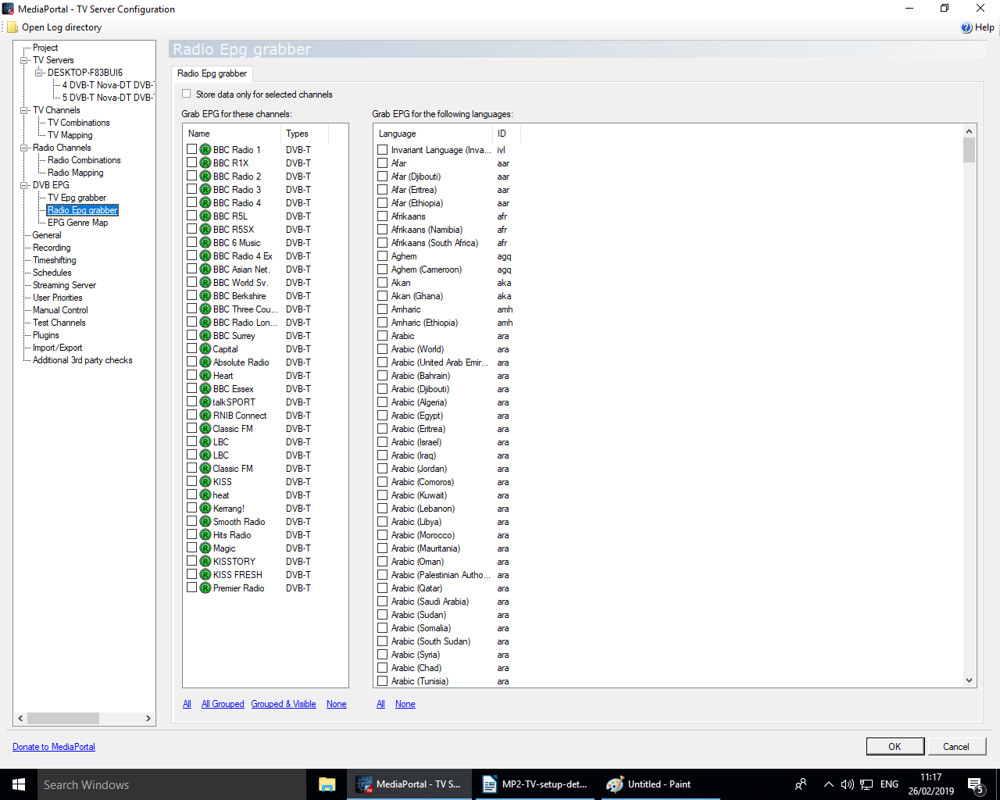 MediaPortal - TV Server Configuration
Open Log directory
Help
Project
TV Servers
DESKTOP-F83BUI6
4 DVB-T Nova-DT DVB-
5 DVB-T Nova-DT DVB-
TV Channels
TV Combinations
TV Mapping
Radio Channels
Radio Combinations
Radio Mapping
DVB EPG
TV Epg grabber
Radio Epg grabber
EPG Genre Map
General
Recording
Timeshifting
Schedules
Streaming Server
User Priorities
Manual Control
Test Channels
Plugins
Import/Export
Additional 3rd party checks
Radio Epg grabber
Radio Epg grabber
Store data only for selected channels
Grab EPG for these channels:
Name Types
R BBC Radio 1 DVB-T
R BBC R1X DVB-T
R BBC Radio 2 DVB-T
R BBC Radio 3 DVB-T
R BBC Radio 4 DVB-T
R BBC R5L DVB-T
R BBC R5SX DVB-T
R BBC 6 Music DVB-T
R BBC Radio 4 Ex DVB-T
R BBC Asian Net. DVB-T
R BBC World Sv. DVB-T
R BBC Berkshire DVB-T
R BBC Three Cou... DVB-T
R BBC Radio Lon... DVB-T
R BBC Surrey DVB-T
R Capital DVB-T
R Absolute Radio DVB-T
R Heart DVB-T
R BBC Essex DVB-T
R talkSPORT DVB-T
R RNIB Connect DVB-T
R Classic FM DVB-T
R LBC DVB-T
R LBC DVB-T
R Classic FM DVB-T
R KISS DVB-T
R heat DVB-T
R Kerrang! DVB-T
R Smooth Radio DVB-T
R Hits Radio DVB-T
R Magic DVB-T
R KISSTORY DVB-T
R KISS FRESH DVB-T
R Premier Radio DVB-T
All All Grouped Grouped & Visible None
Grab EPG for the following languages:
Language ID
Invariant Language (Inva... ivl
Afar aar
Afar (Djibouti) aar
Afar (Eritrea) aar
Afar (Ethiopia) aar
Afrikaans afr
Afrikaans (Namibia) afr
Afrikaans (South Africa) afr
Aghem agq
Aghem (Cameroon) agq
Akan aka
Akan (Ghana) aka
Amharic amh
Amharic (Ethiopia) amh
Arabic ara
Arabic (World) ara
Arabic (United Arab Emir... ara
Arabic (Bahrain) ara
Arabic (Djibouti) ara
Arabic (Algeria) ara
Arabic (Egypt) ara
Arabic (Eritrea) ara
Arabic (Israel) ara
Arabic (Iraq) ara
Arabic (Jordan) ara
Arabic (Comoros) ara
Arabic (Kuwait) ara
Arabic (Lebanon) ara
Arabic (Libya) ara
Arabic (Morocco) ara
Arabic (Mauritania) ara
Arabic (Oman) ara
Arabic (Palestinian Autho... ara
Arabic (Qatar) ara
Arabic (Saudi Arabia) ara
Arabic (Sudan) ara
Arabic (Somalia) ara
Arabic (South Sudan) ara
Arabic (Syria) ara
Arabic (Chad) ara
Arabic (Tunisia) ara
All None
Donate to MediaPortal
OK Cancel
Search Windows
MediaPortal - TV S...
MP2-TV-setup-det...
Untitled - Paint
ENG
11:17
26/02/2019
5